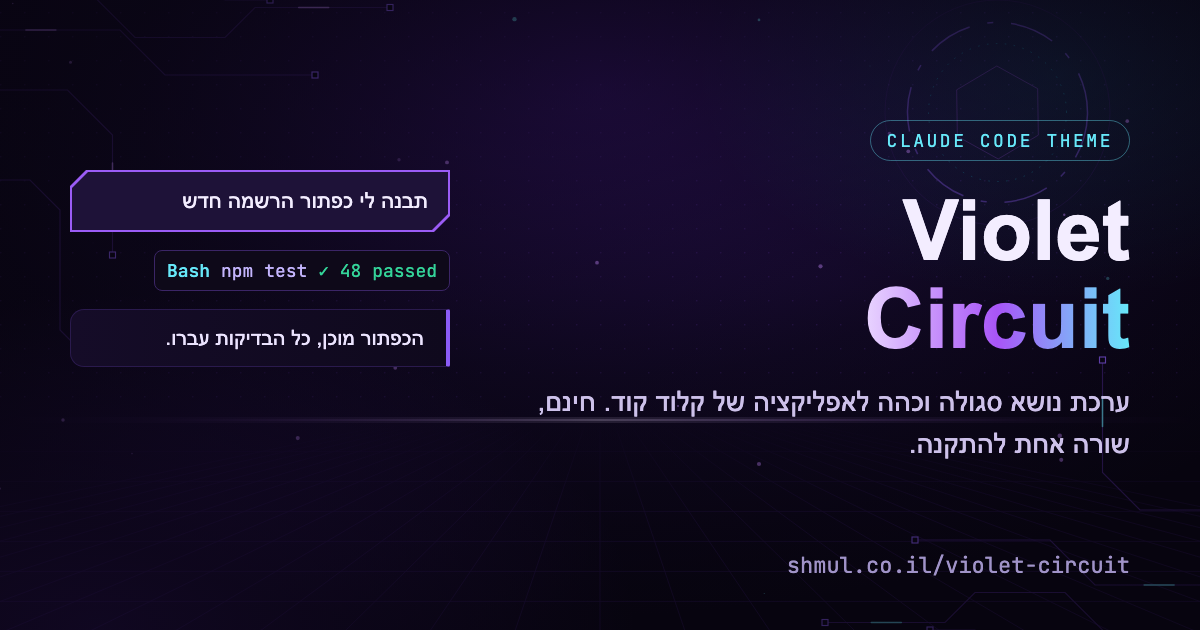 CLAUDE CODE THEME
Violet
Circuit
ערכת נושא סגולה וכהה לאפליקציה של קלוד קוד. חינם,
שורה אחת להתקנה.
shmul.co.il/violet-circuit
תבנה לי כפתור הרשמה חדש
Bash npm test ✓ 48 passed
הכפתור מוכן, כל הבדיקות עברו.